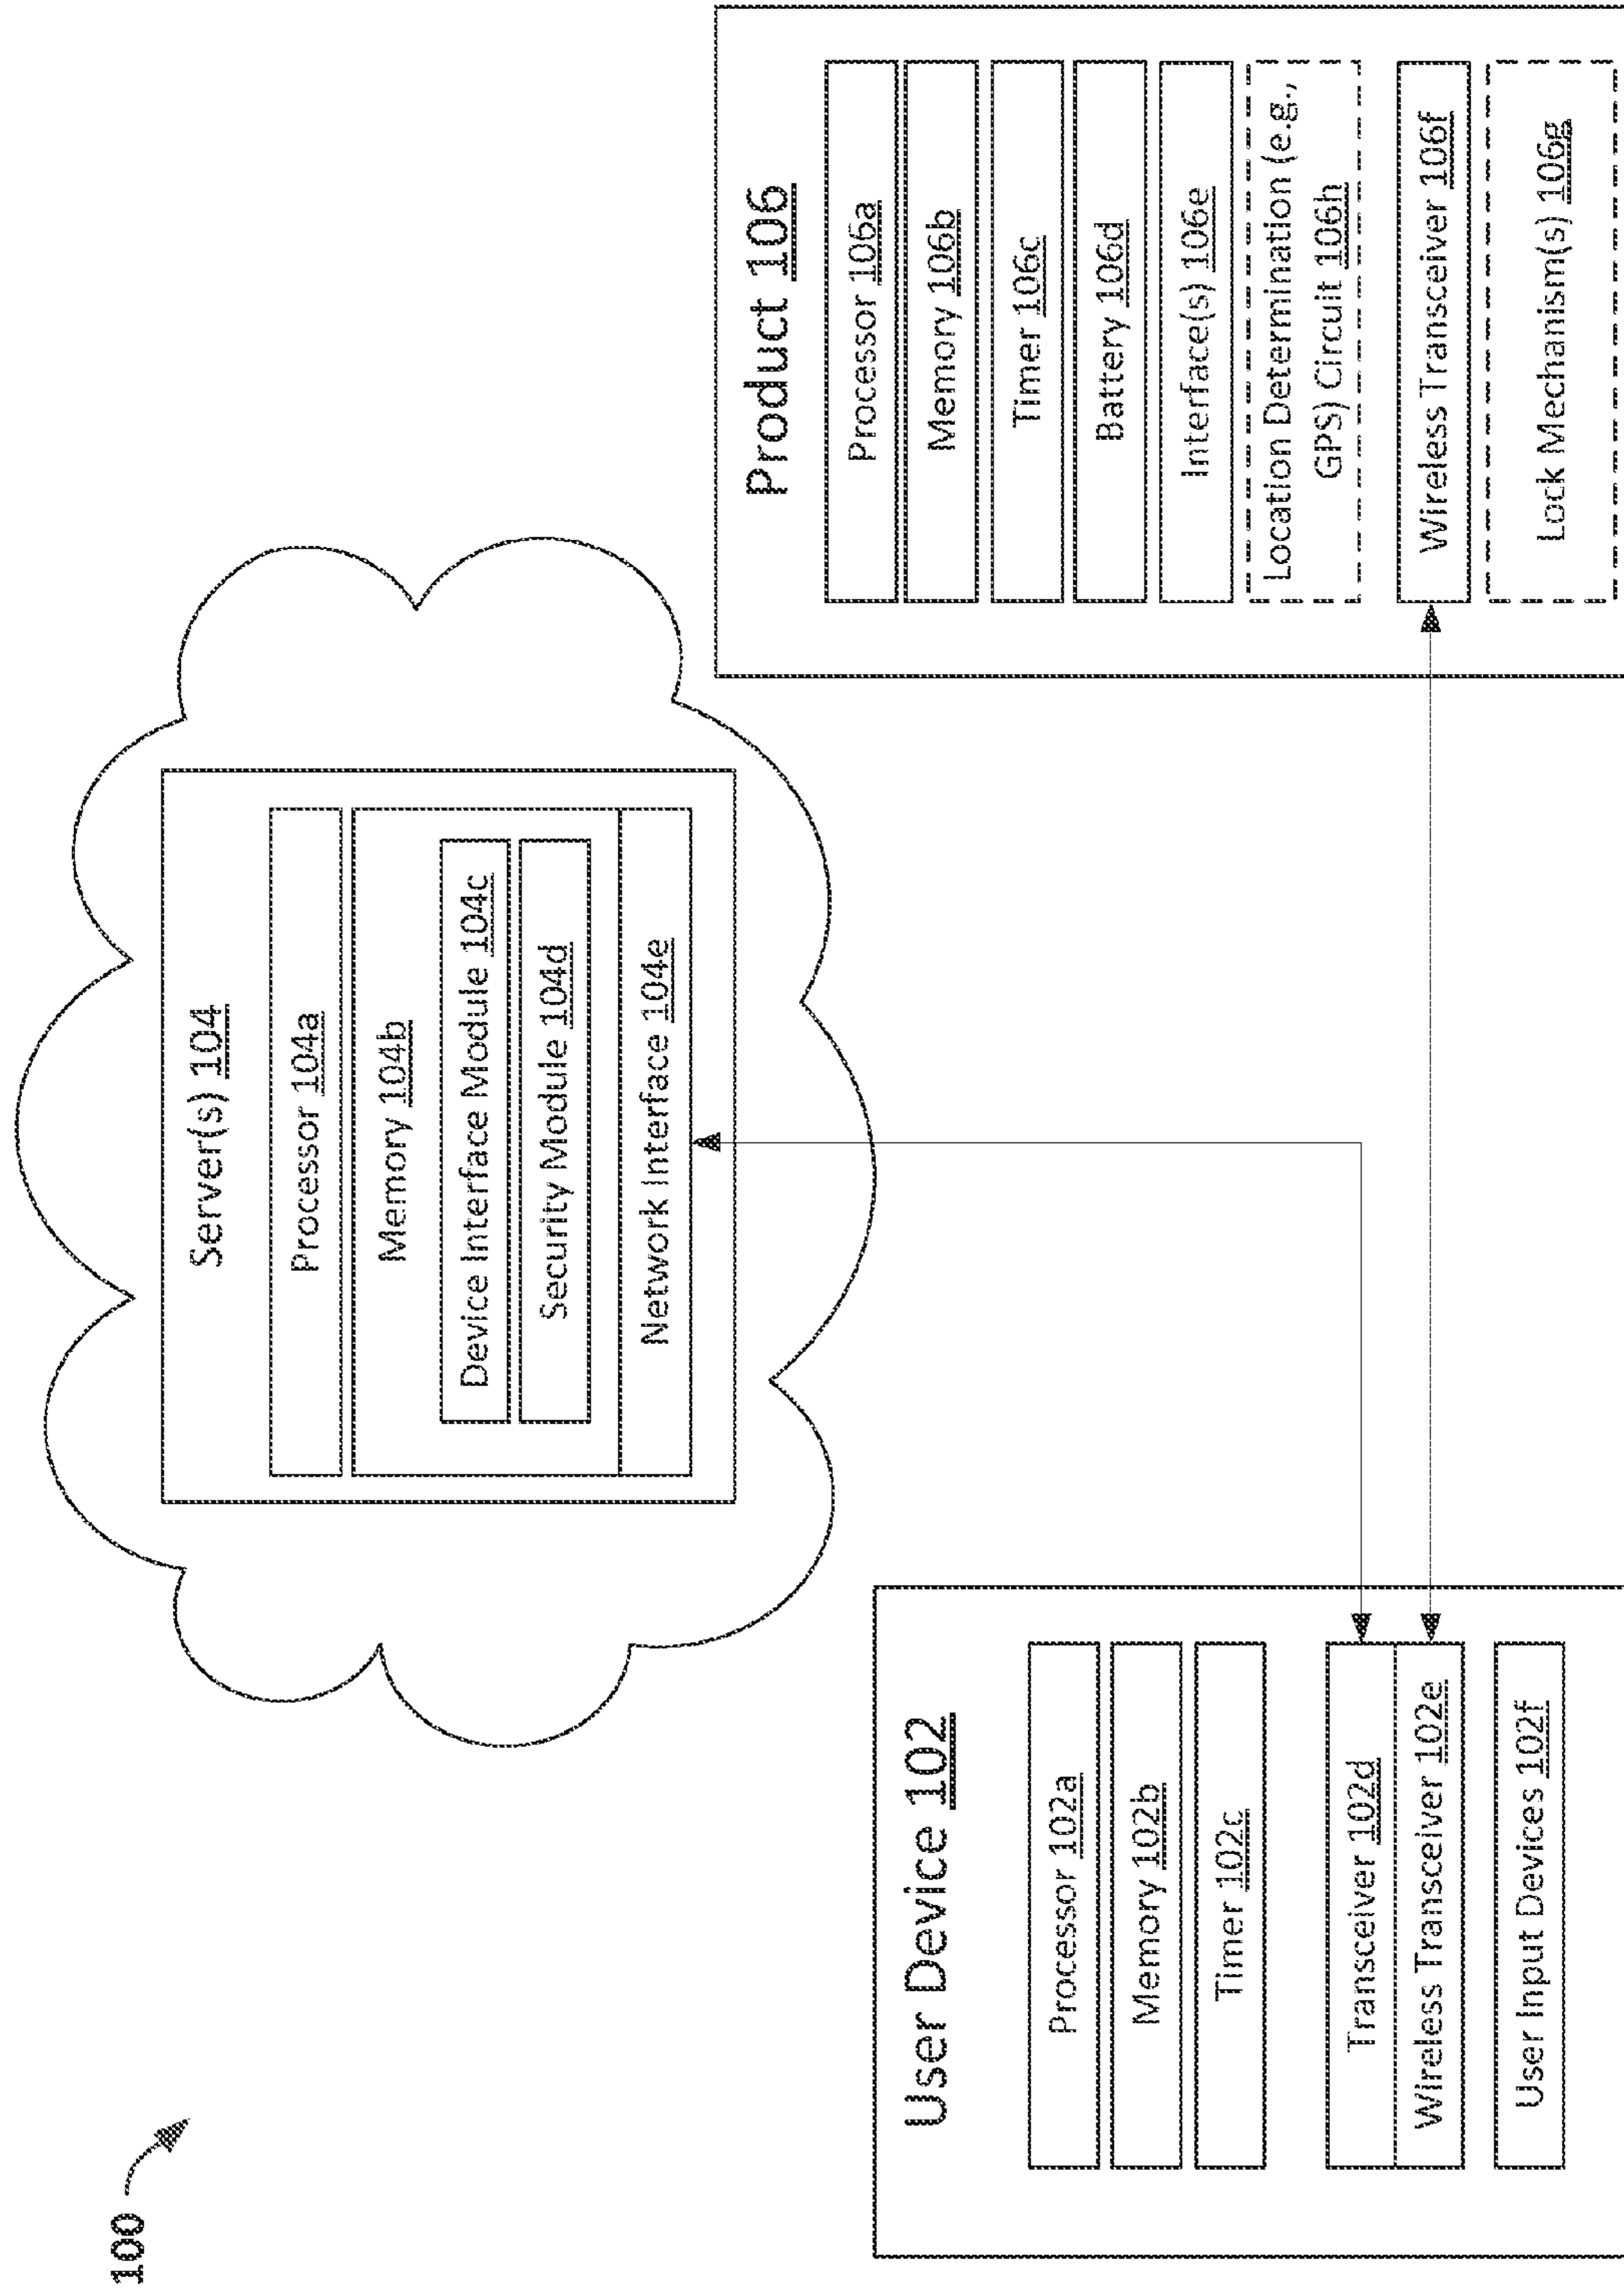 100
Server(s) 104
Processor 104a
Memory 104b
Device Interface Module 104c
Security Module 104d
Network Interface 104e
User Device 102
Processor 102a
Memory 102b
Timer 102c
Transceiver 102d
Wireless Transceiver 102e
User Input Devices 102f
Product 106
Processor 106a
Memory 106b
Timer 106c
Battery 106d
Interface(s) 106e
Location Determination (e.g.,
GPS) Circuit 106h
Wireless Transceiver 106f
Lock Mechanism(s) 106g